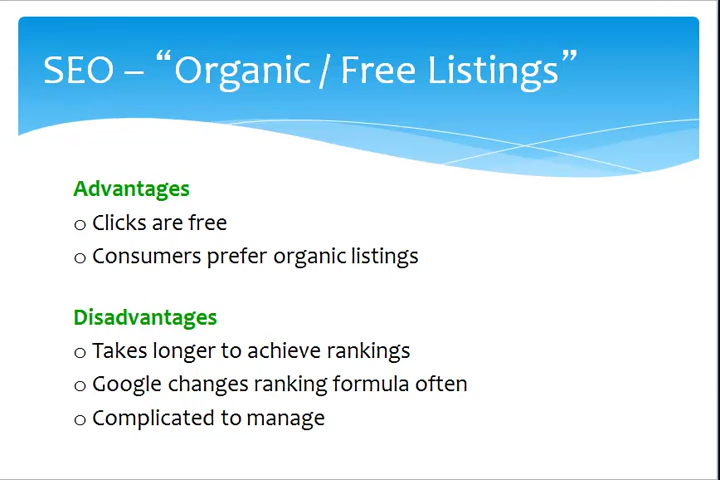 SEO – “Organic / Free Listings”
Advantages
o Clicks are free
o Consumers prefer organic listings
Disadvantages
o Takes longer to achieve rankings
o Google changes ranking formula often
o Complicated to manage